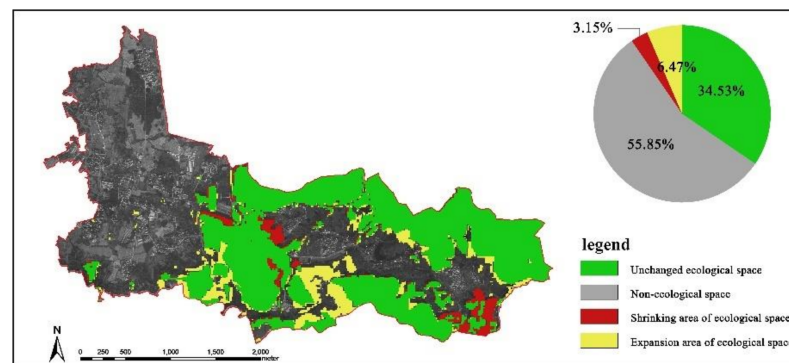 3.15%
6.47%
34.53%
55.85%
legend
Unchanged ecological space
Non-ecological space
Shrinking area of ecological space
Expansion area of ecological space
N
0 250 500 1,000 1,500 2,000
meter